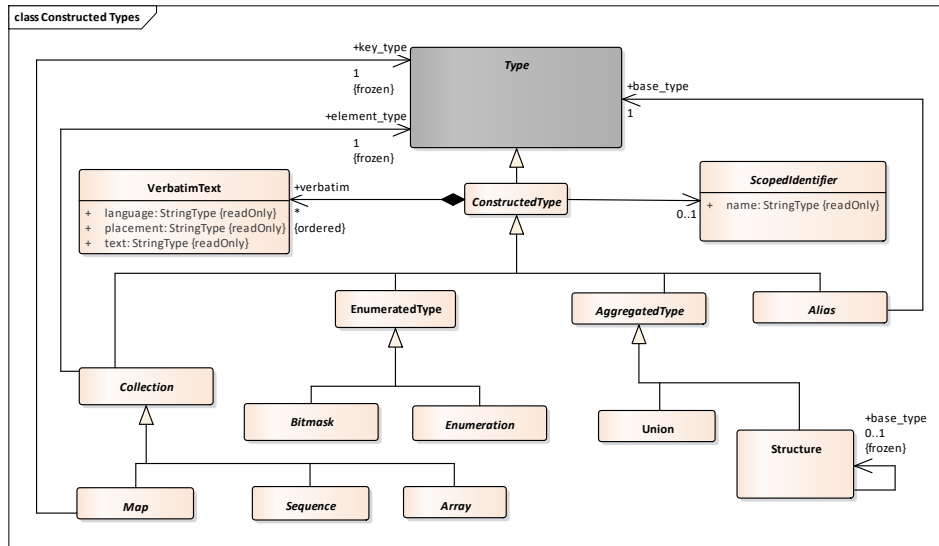 class Constructed Types
+key_type
1
{frozen}
Type
+base_type
1
+element_type
1
{frozen}
VerbatimText
+ language: StringType {readOnly}
+ placement: StringType {readOnly}
+ text: StringType {readOnly}
+verbatim
*
{ordered}
ConstructedType
0..1
ScopedIdentifier
+ name: StringType {readOnly}
EnumeratedType
AggregatedType
Alias
Collection
Bitmask
Enumeration
Union
Structure
+base_type
0..1
{frozen}
Map
Sequence
Array